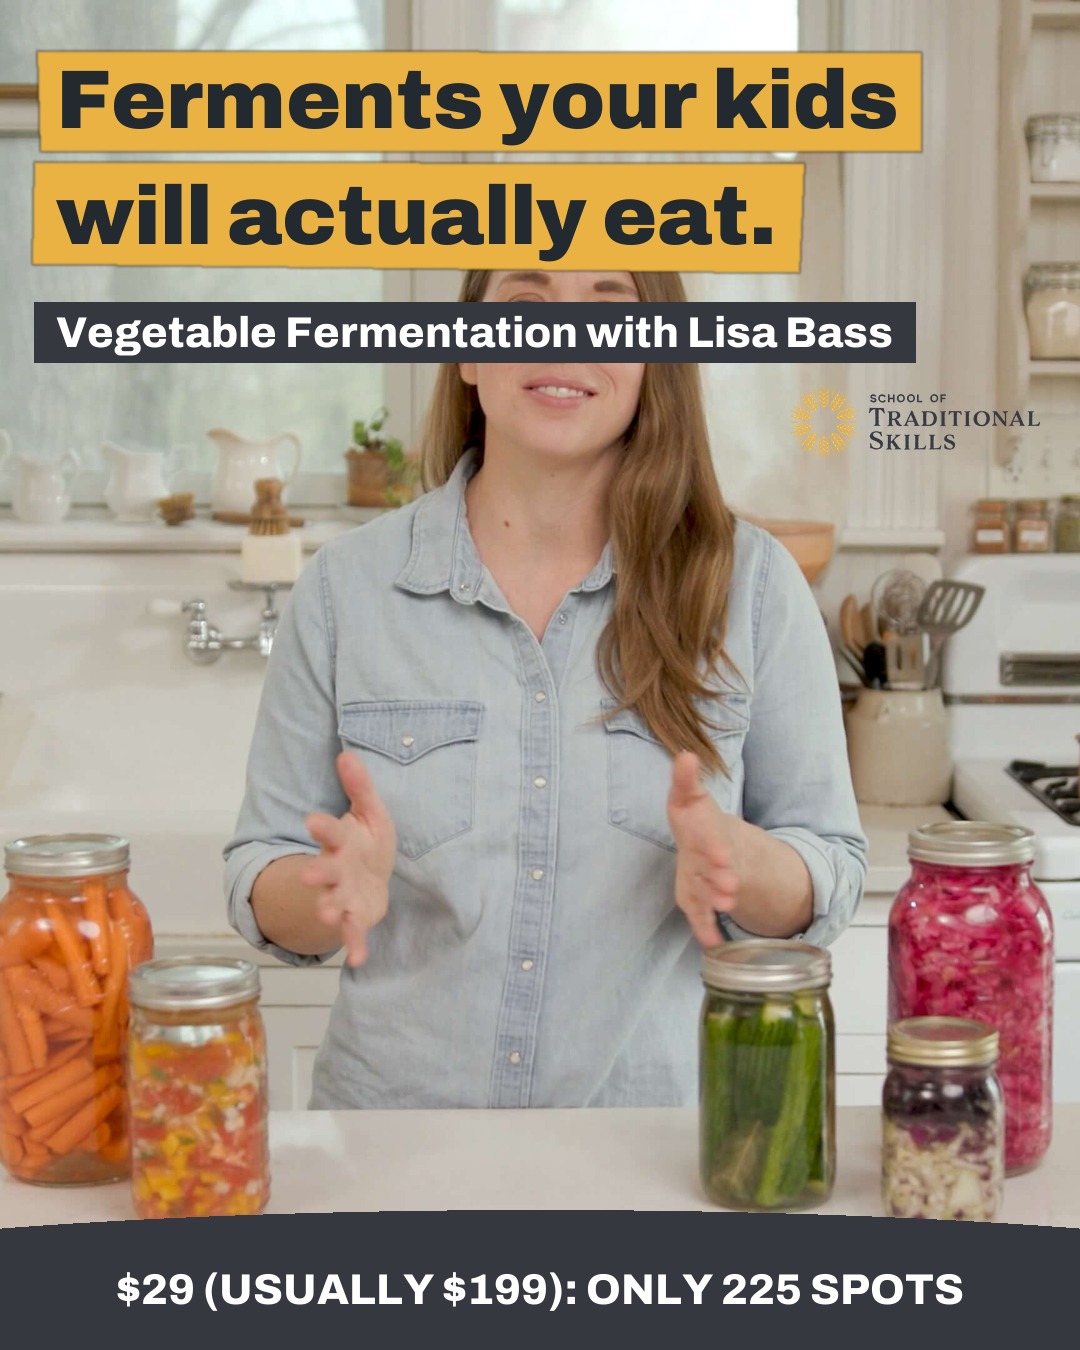 Ferments your kids
will actually eat.
Vegetable Fermentation with Lisa Bass
SCHOOL OF
TRADITIONAL
SKILLS
$29 (USUALLY $199): ONLY 225 SPOTS